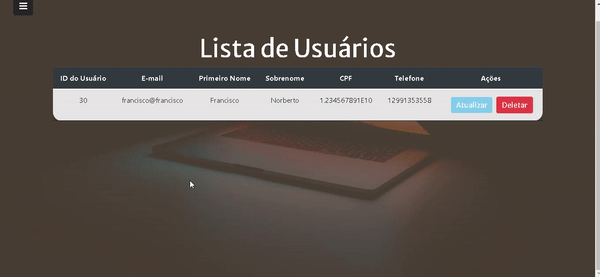 Lista de Usuários
ID do Usuário E-mail Primeiro Nome Sobrenome CPF Telefone Ações
30 francisco@francisco Francisco Norberto 1.234567891E10 12991353558 Atualizar Deletar